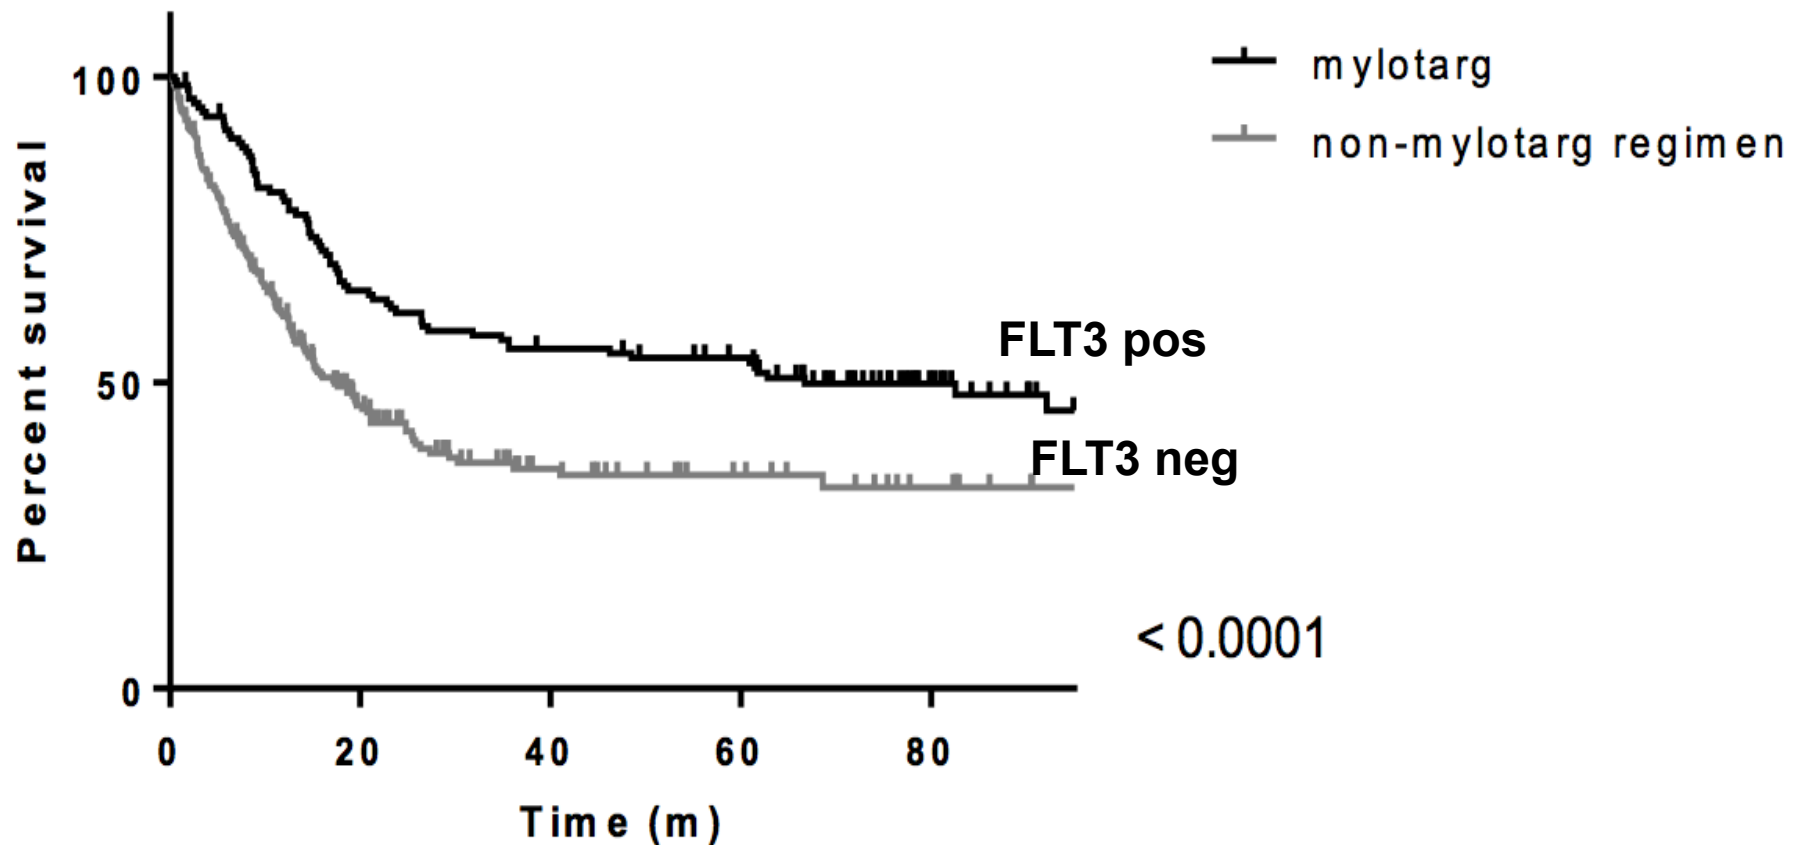 mylotarg
non-mylotarg regimen
Percent survival
100
50
0
FLT3 pos
FLT3 neg
< 0.0001
0 20 40 60 80
Time (m)